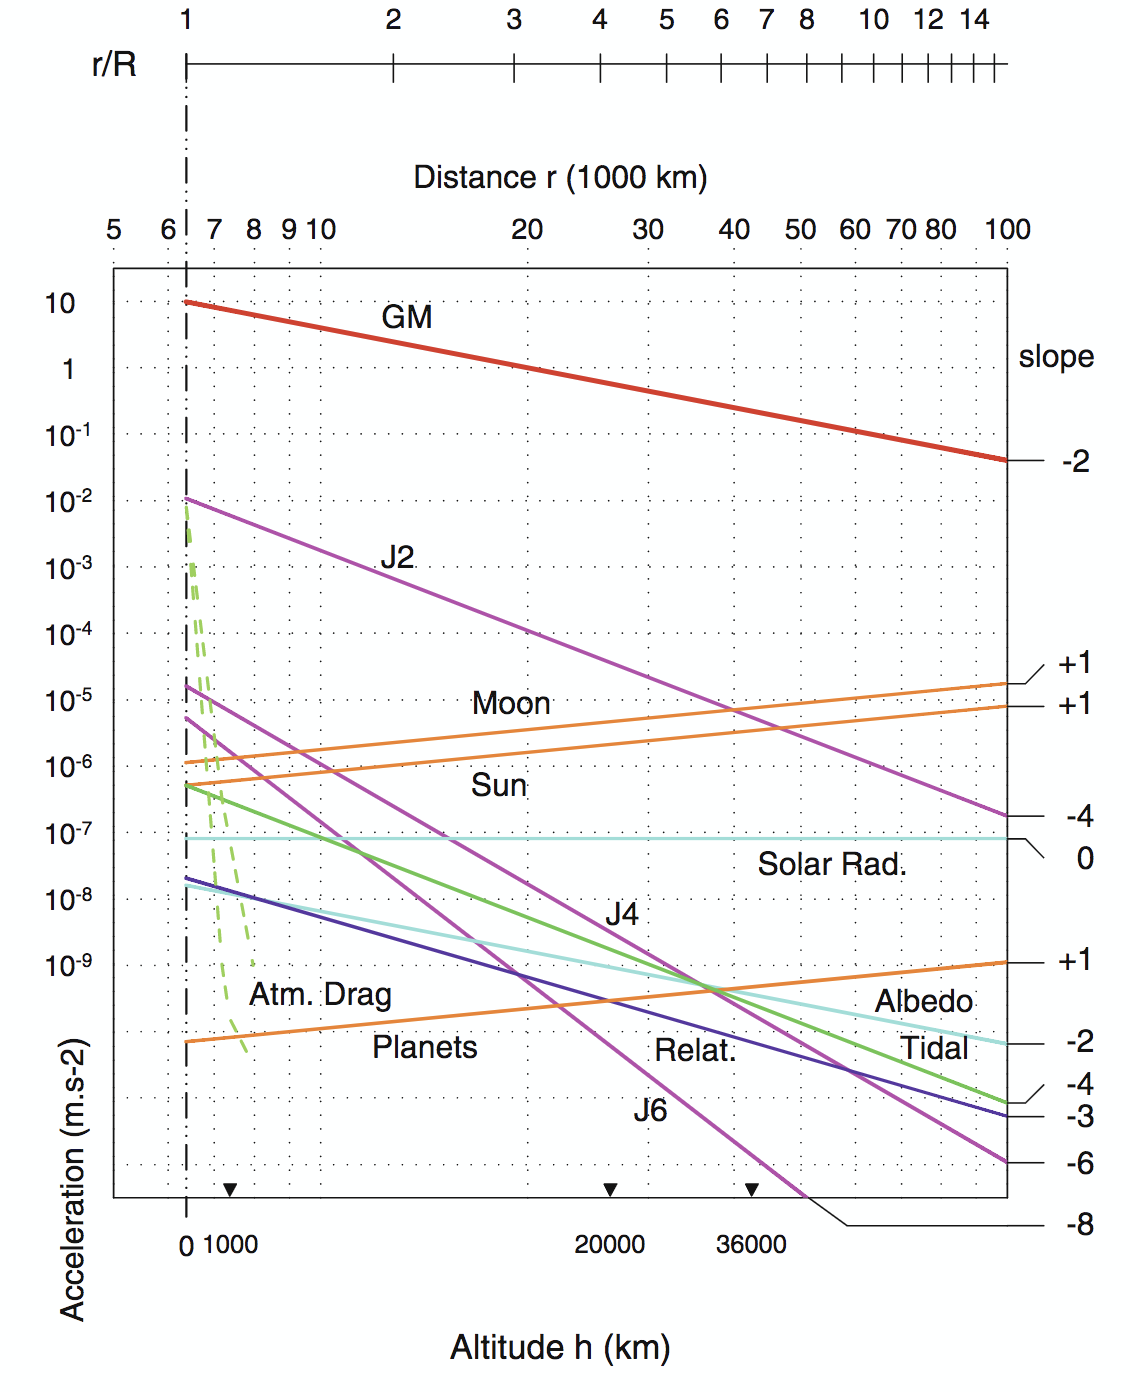 1 2 3 4 5 6 7 8 10 12 14
r/R
Distance r (1000 km)
5 6 7 8 9 10 20 30 40 50 60 70 80 100
10
GM
1
slope
10-1
-2
10-2
J2
10-3
10-4
+1
10-5
Moon
+1
10-6
Sun
10-7
-4
Solar Rad.
0
10-8
J4
10-9
+1
Atm. Drag
Albedo
Planets
Relat.
Tidal
-2
-4
J6
-3
-6
-8
Acceleration (m.s-2)
0 1000 20000 36000
Altitude h (km)